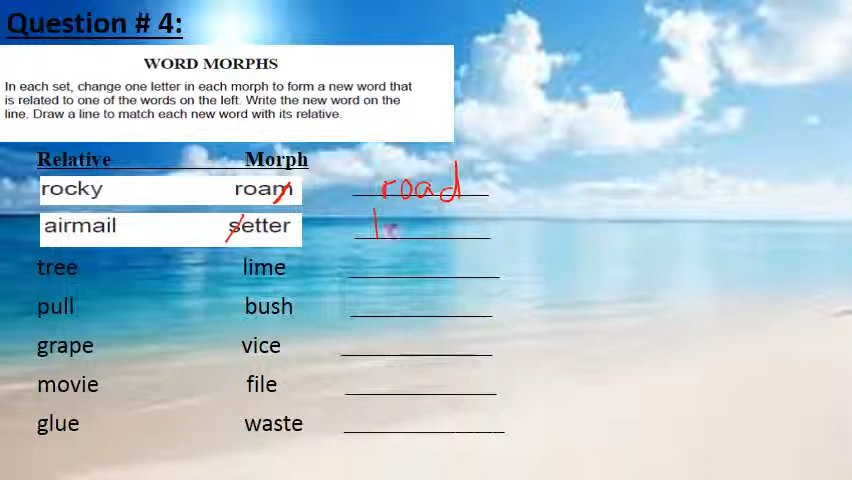 Question # 4:
WORD MORPHS
In each set, change one letter in each morph to form a new word that
is related to one of the words on the left. Write the new word on the
line. Draw a line to match each new word with its relative.
Relative Morph
rocky roam road
airmail setter l
tree lime
pull bush
grape vice
movie file
glue waste